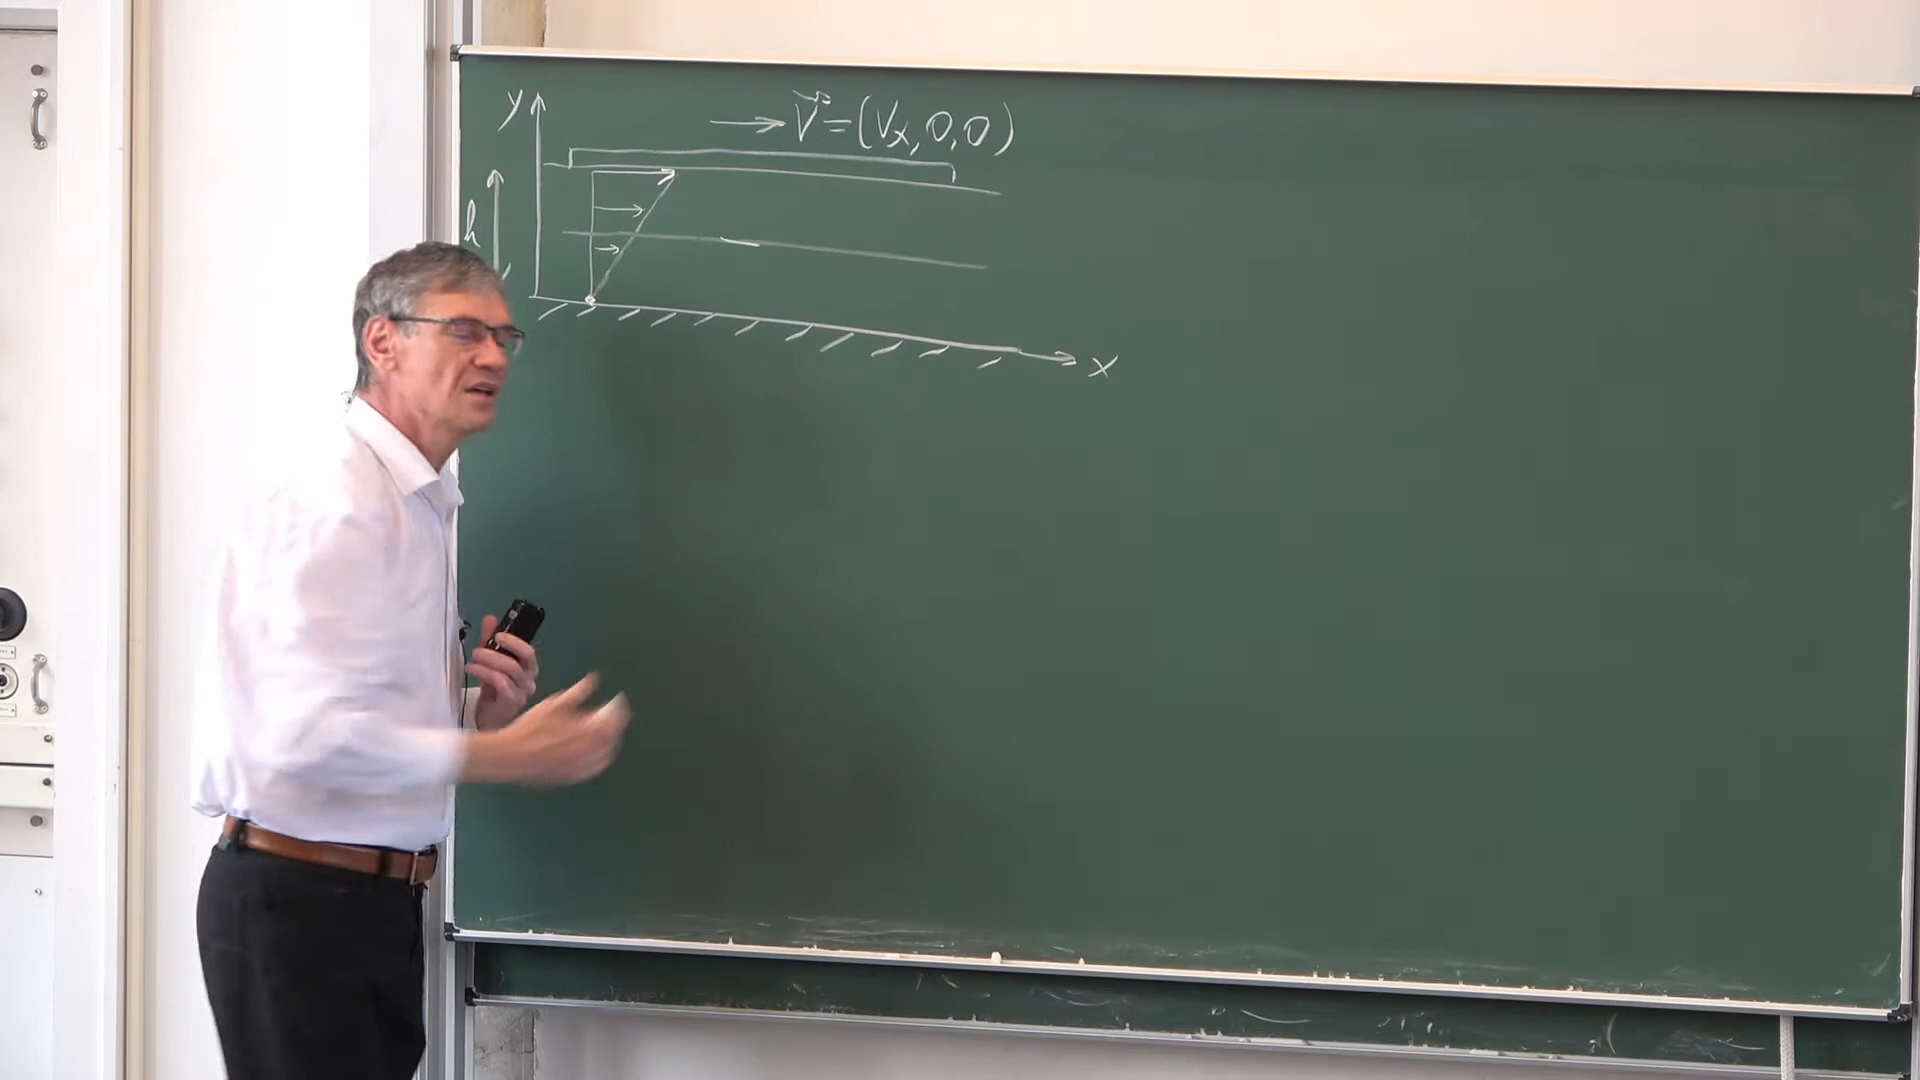 y
V⃗=(Vx,0,0)
h
x